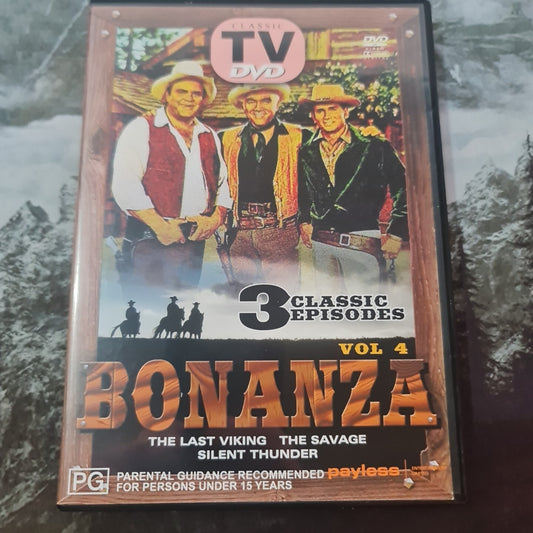 CLASSIC
TV
DVD
DVD
3 CLASSIC
EPISODES
VOL 4
BONANZA
THE LAST VIKING THE SAVAGE
SILENT THUNDER
PG
PARENTAL GUIDANCE RECOMMENDED
FOR PERSONS UNDER 15 YEARS
payless